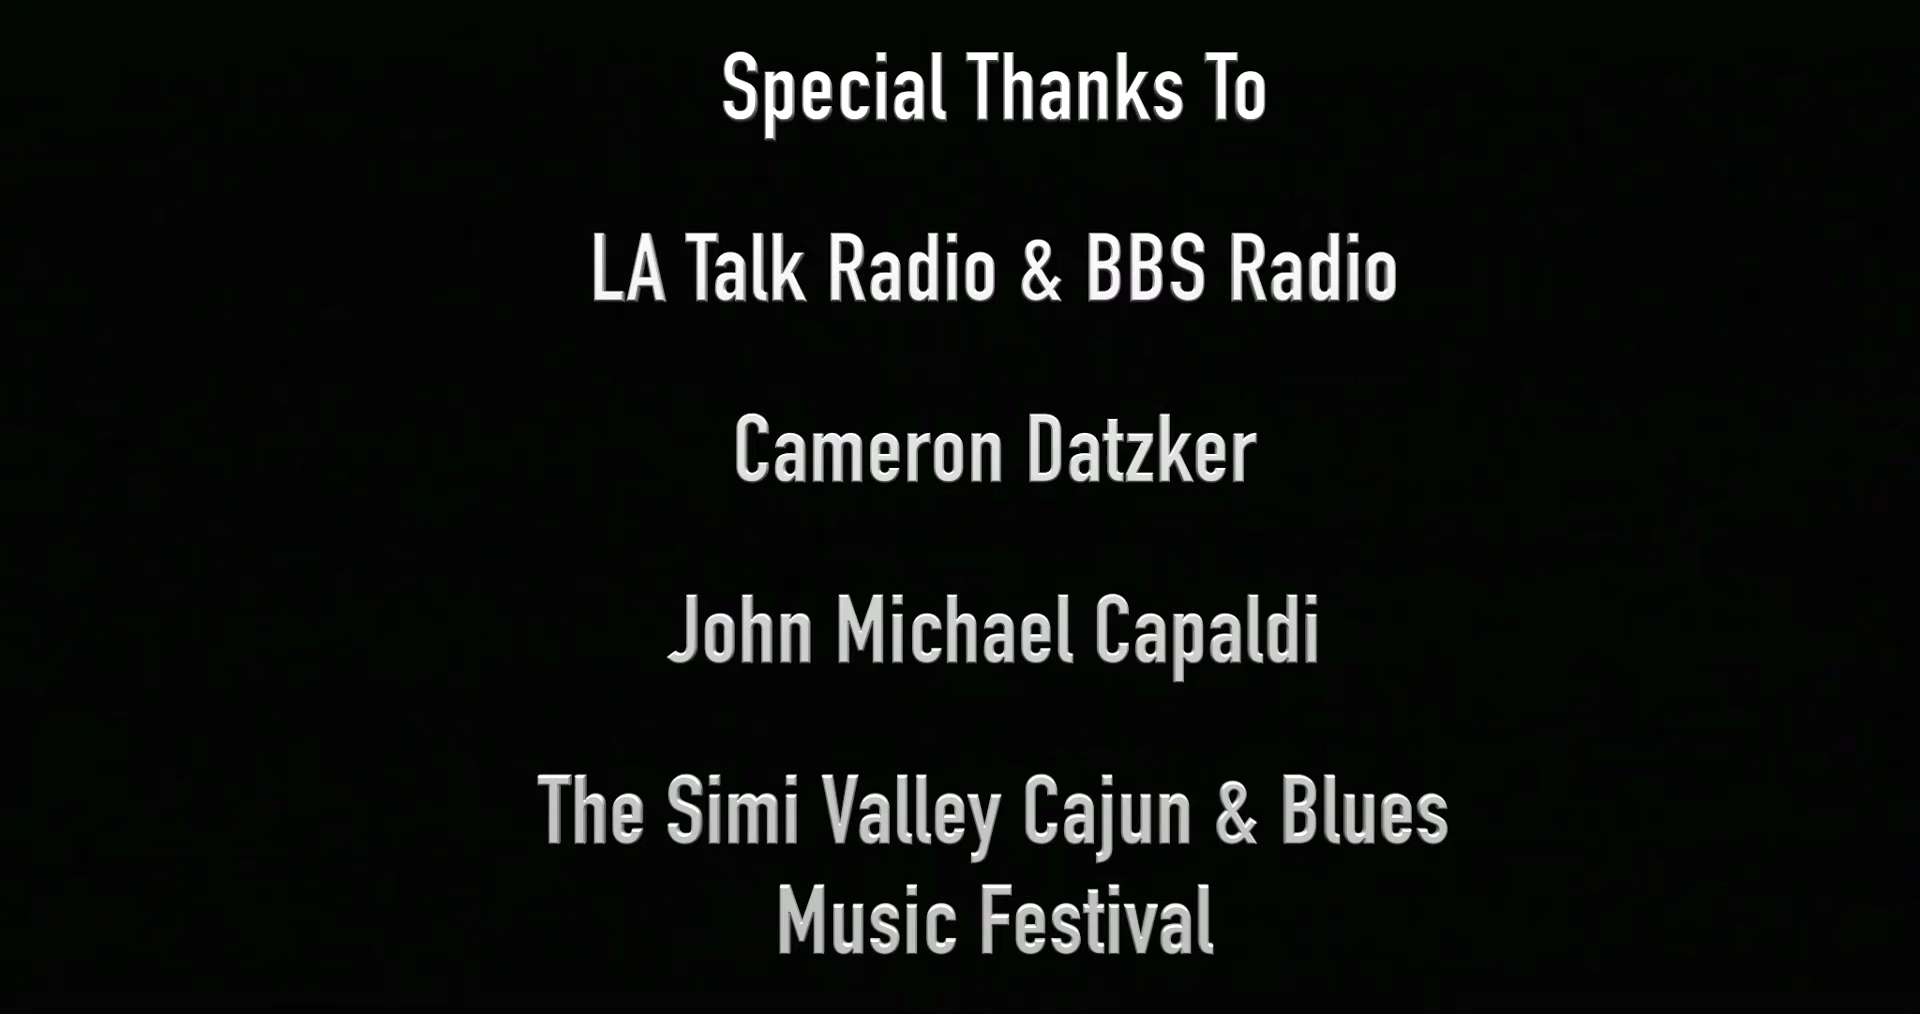 Special Thanks To
LA Talk Radio & BBS Radio
Cameron Datzker
John Michael Capaldi
The Simi Valley Cajun & Blues
Music Festival